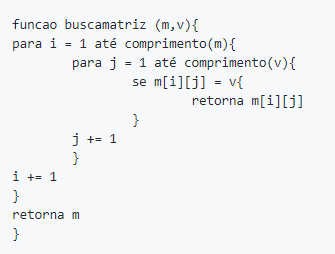 funcao buscamatriz (m,v){
para i = 1 até comprimento(m){
        para j = 1 até comprimento(v){
                se m[i][j] = v{
                        retorna m[i][j]
                }
        j += 1
        }
i += 1
}
retorna m
}